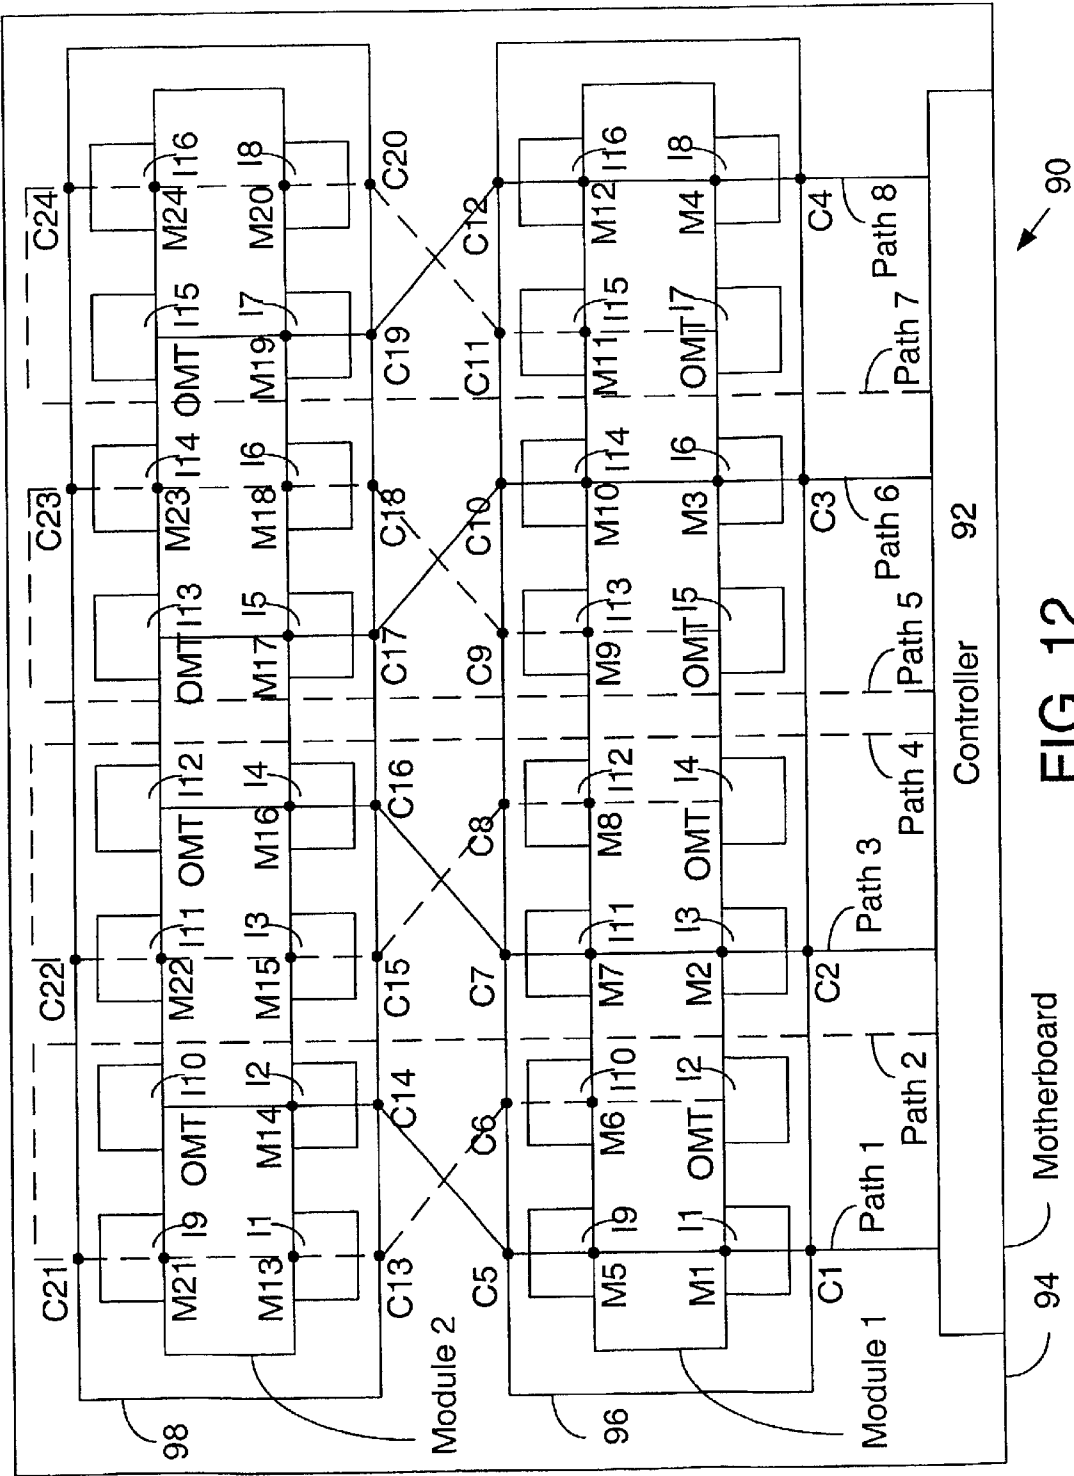 C21 C22 C23 C24
98 M21 I9 OMT I10 M22 I11 OMT I12 OMT I13 M23 I14 OMT I15 M24 I16
M13 I1 M14 I2 M15 I3 M16 I4 M17 I5 M18 I6 M19 I7 M20 I8
C13 C14 C15 C16 C17 C18 C19 C20
Module 2
C5 C6 C7 C8 C9 C10 C11 C12
96 M5 I9 M6 I10 M7 I11 M8 I12 M9 I13 M10 I14 M11 I15 M12 I16
M1 I1 OMT I2 M2 I3 OMT I4 OMT I5 M3 I6 OMT I7 M4 I8
C1 C2 C3 C4
Module 1 Path 1 Path 2 Path 3 Path 4 Path 5 Path 6 Path 7 Path 8
Controller 92
94 Motherboard 90
FIG 12